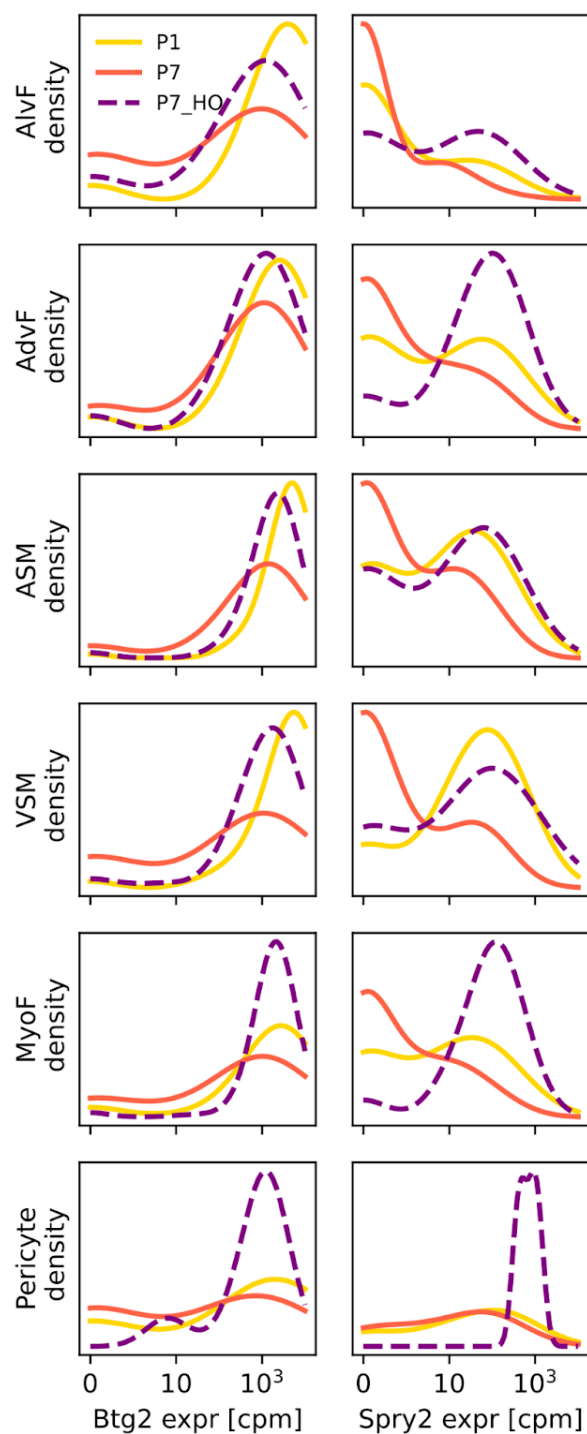 P1
P7
P7_HO
AlvF
density
AdvF
density
ASM
density
VSM
density
MyoF
density
Pericyte
density
0 10 10³
0 10 10³
Btg2 expr [cpm]
Spry2 expr [cpm]